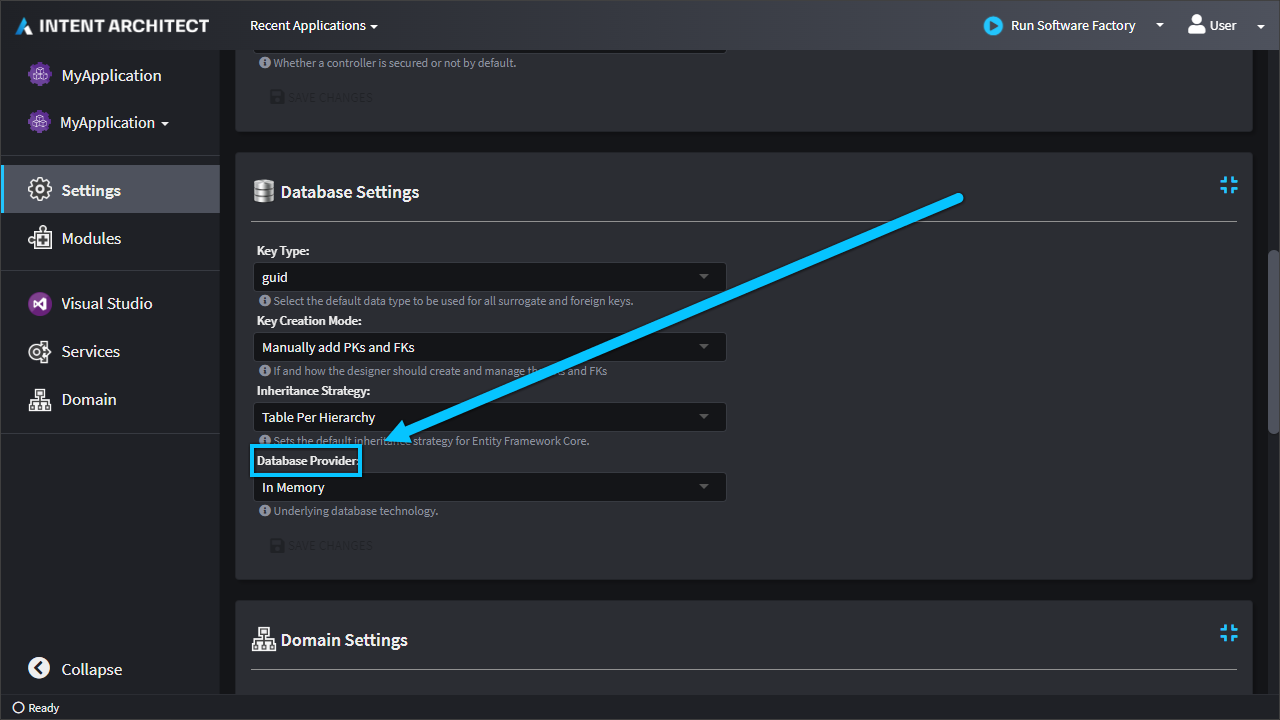 INTENT ARCHITECT
Recent Applications
Run Software Factory
User
MyApplication
MyApplication
Settings
Modules
Visual Studio
Services
Domain
Collapse
Whether a controller is secured or not by default.
SAVE CHANGES
Database Settings
Key Type:
guid
Select the default data type to be used for all surrogate and foreign keys.
Key Creation Mode:
Manually add PKs and FKs
If and how the designer should create and manage the and FKs
Inheritance Strategy:
Table Per Hierarchy
Sets the default inheritance strategy for Entity Framework Core.
Database Provider:
In Memory
Underlying database technology.
SAVE CHANGES
Domain Settings
Ready